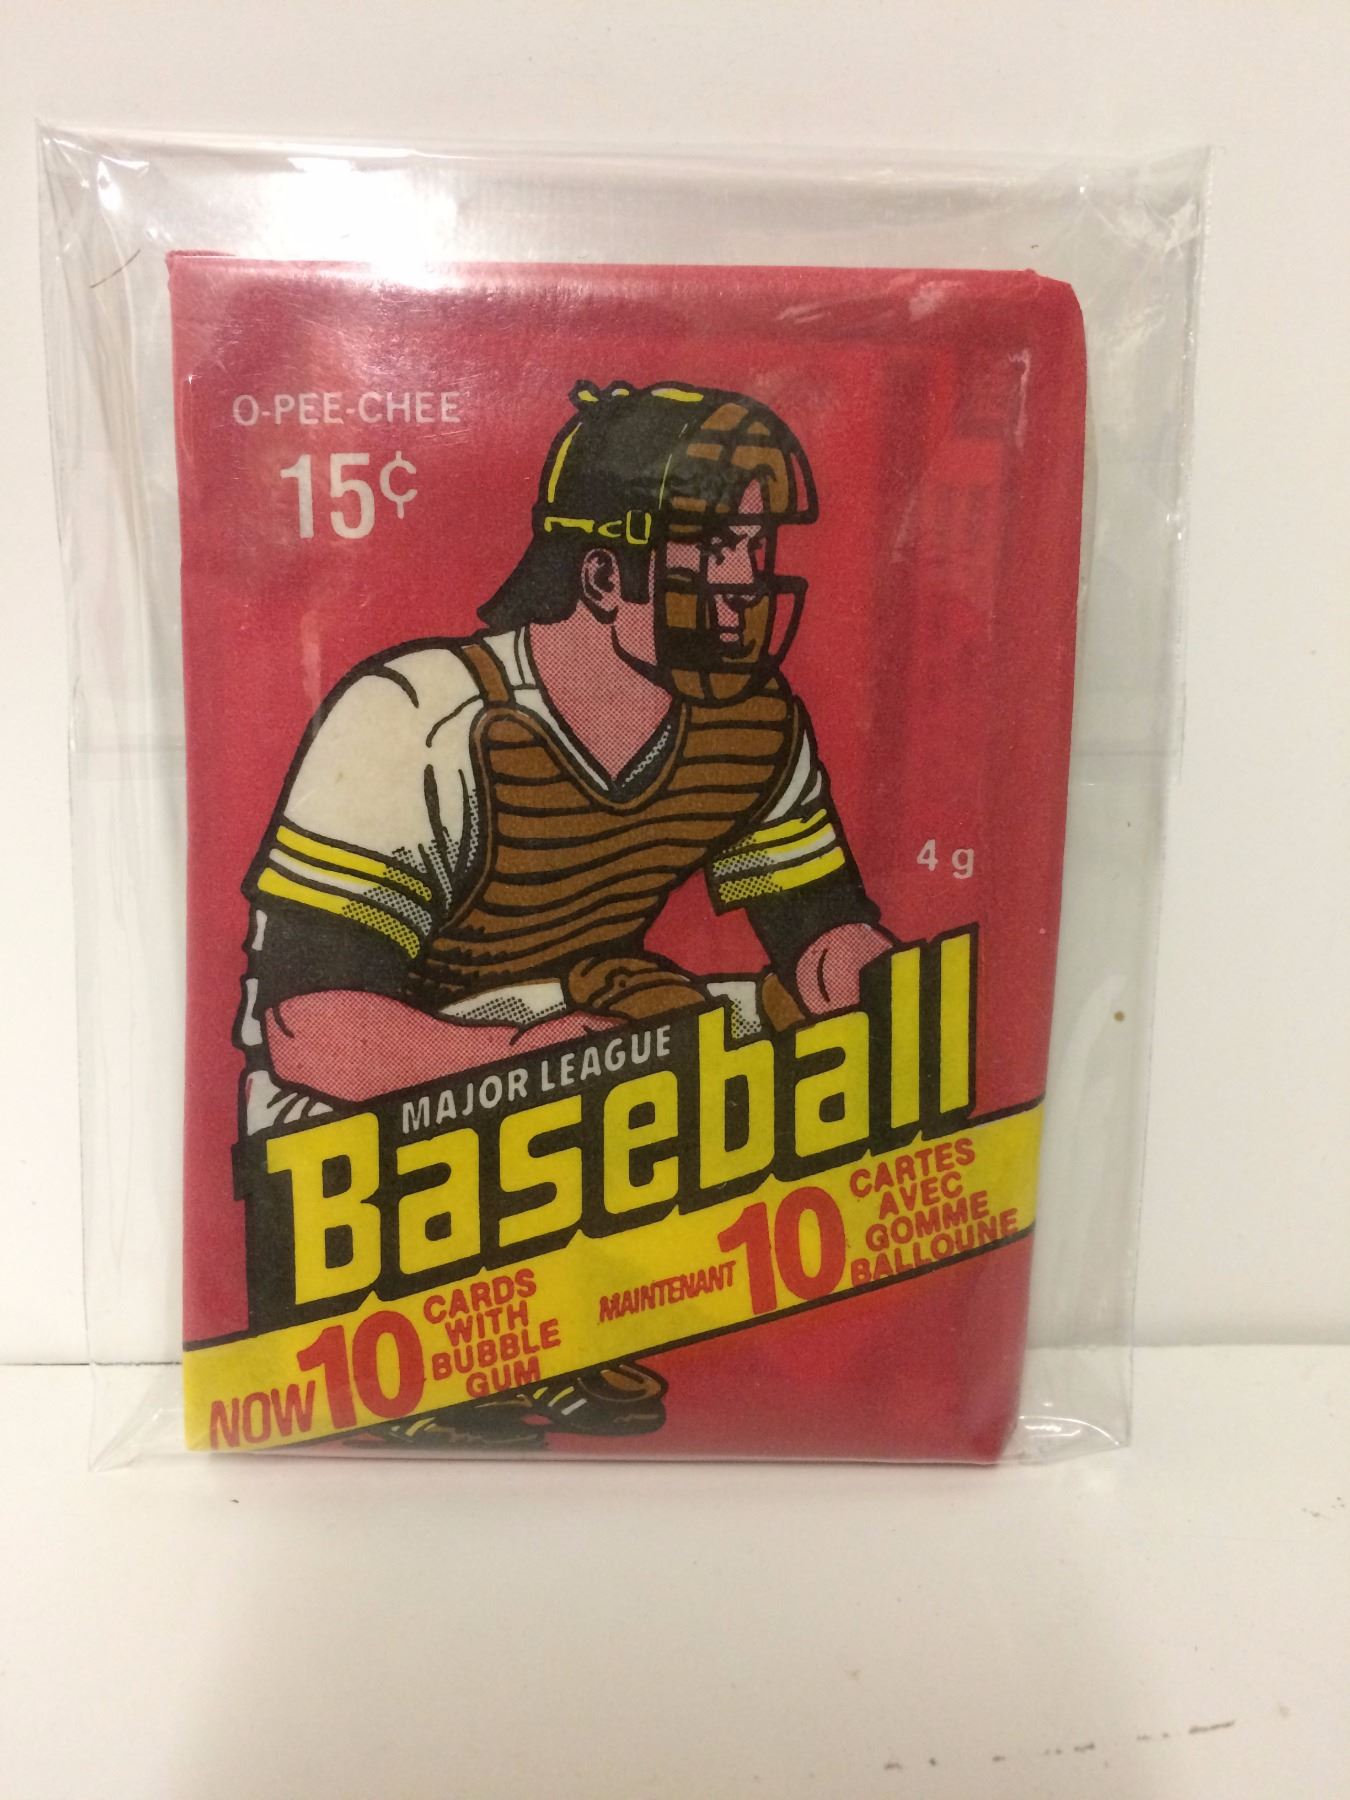 O-PEE-CHEE
15¢
4 g
MAJOR LEAGUE
Baseball
NOW 10 CARDS
WITH
BUBBLE
GUM
MAINTENANT 10 CARTES
AVEC
GOMME
BALLOUNE